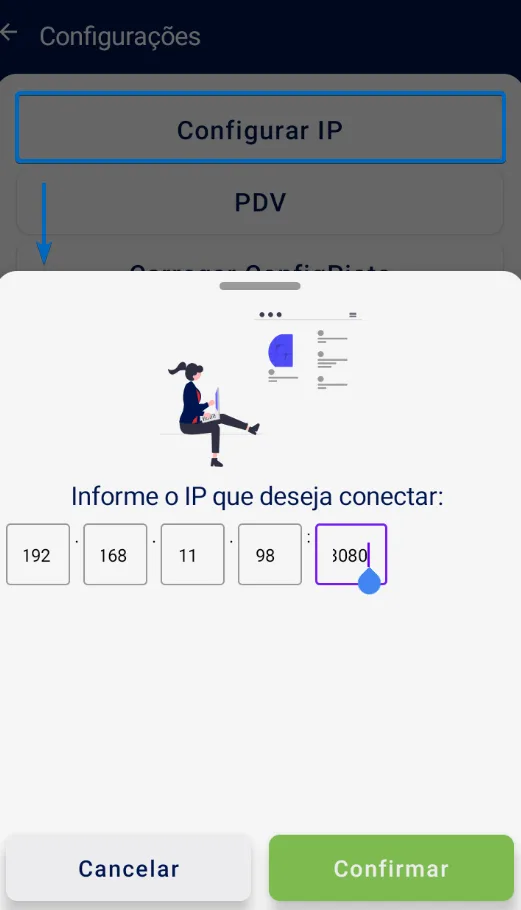 Configurações
Configurar IP
PDV
Informe o IP que deseja conectar:
192 . 168 . 11 . 98 : 8080
Cancelar Confirmar